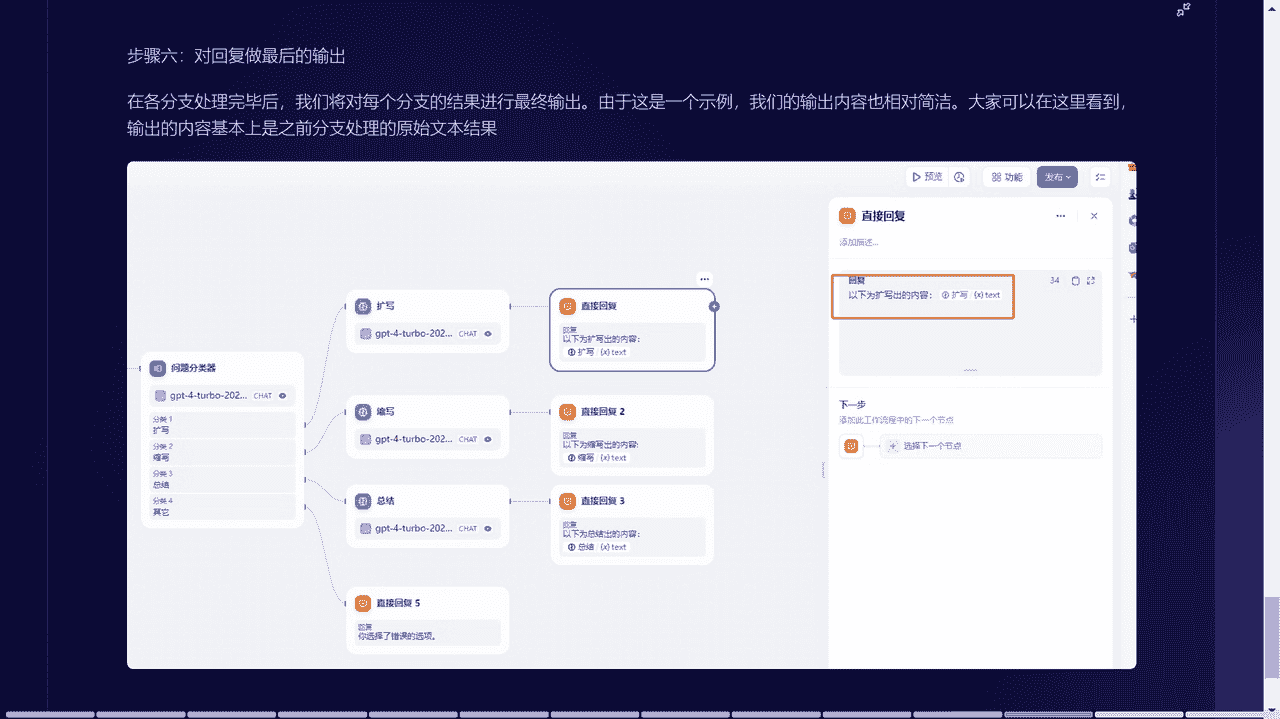 步骤六：对回复做最后的输出
在各分支处理完毕后，我们将对每个分支的结果进行最终输出。由于这是一个示例，我们的输出内容也相对简洁。大家可以在这里看到，
输出的内容基本上是之前分支处理的原始文本结果
预览
功能
发布
直接回复
添加描述...
回复
34
以下为扩写出的内容： 扩写 {x} text
下一步
添加此工作流程中的下一个节点
选择下一个节点
问题分类器
gpt-4-turbo-202... CHAT
分类 1
扩写
分类 2
缩写
分类 3
总结
分类 4
其它
扩写
gpt-4-turbo-202... CHAT
直接回复
回复
以下为扩写出的内容：
扩写 {x} text
缩写
gpt-4-turbo-202... CHAT
直接回复 2
回复
以下为缩写出的内容：
缩写 {x} text
总结
gpt-4-turbo-202... CHAT
直接回复 3
回复
以下为总结出的内容：
总结 {x} text
直接回复 5
回复
你选择了错误的选项。